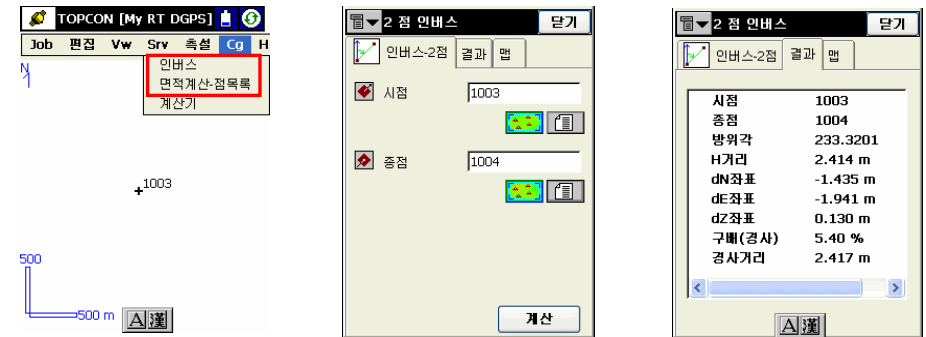 TOPCON [My RT DGPS]
Job 편집 Vw Srv 측설 Cg H
인버스
면적계산-점목록
계산기
N
1003
500
500 m
A漢
2 점 인버스 닫기
인버스-2점 결과 맵
시점 1003
종점 1004
계산
2 점 인버스 닫기
인버스-2점 결과 맵
시점 1003
종점 1004
방위각 233.3201
H거리 2.414 m
dN좌표 -1.435 m
dE좌표 -1.941 m
dZ좌표 0.130 m
구배(경사) 5.40 %
경사거리 2.417 m
A漢